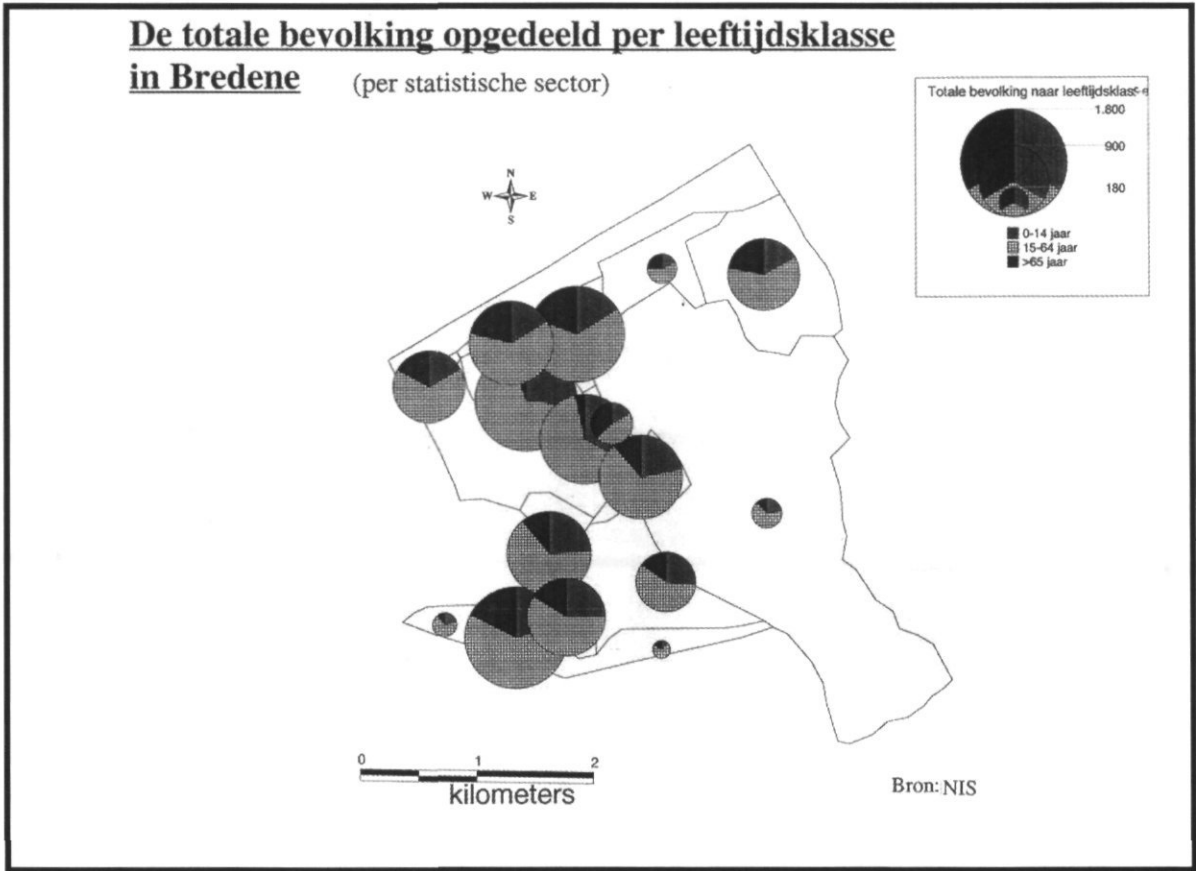 De totale bevolking opgedeeld per leeftijdsklasse
in Bredene (per statistische sector)
Totale bevolking naar leeftijdsklasse
1.800
900
180
0-14 jaar
15-64 jaar
>65 jaar
N
W E
S
0 1 2
kilometers
Bron: NIS